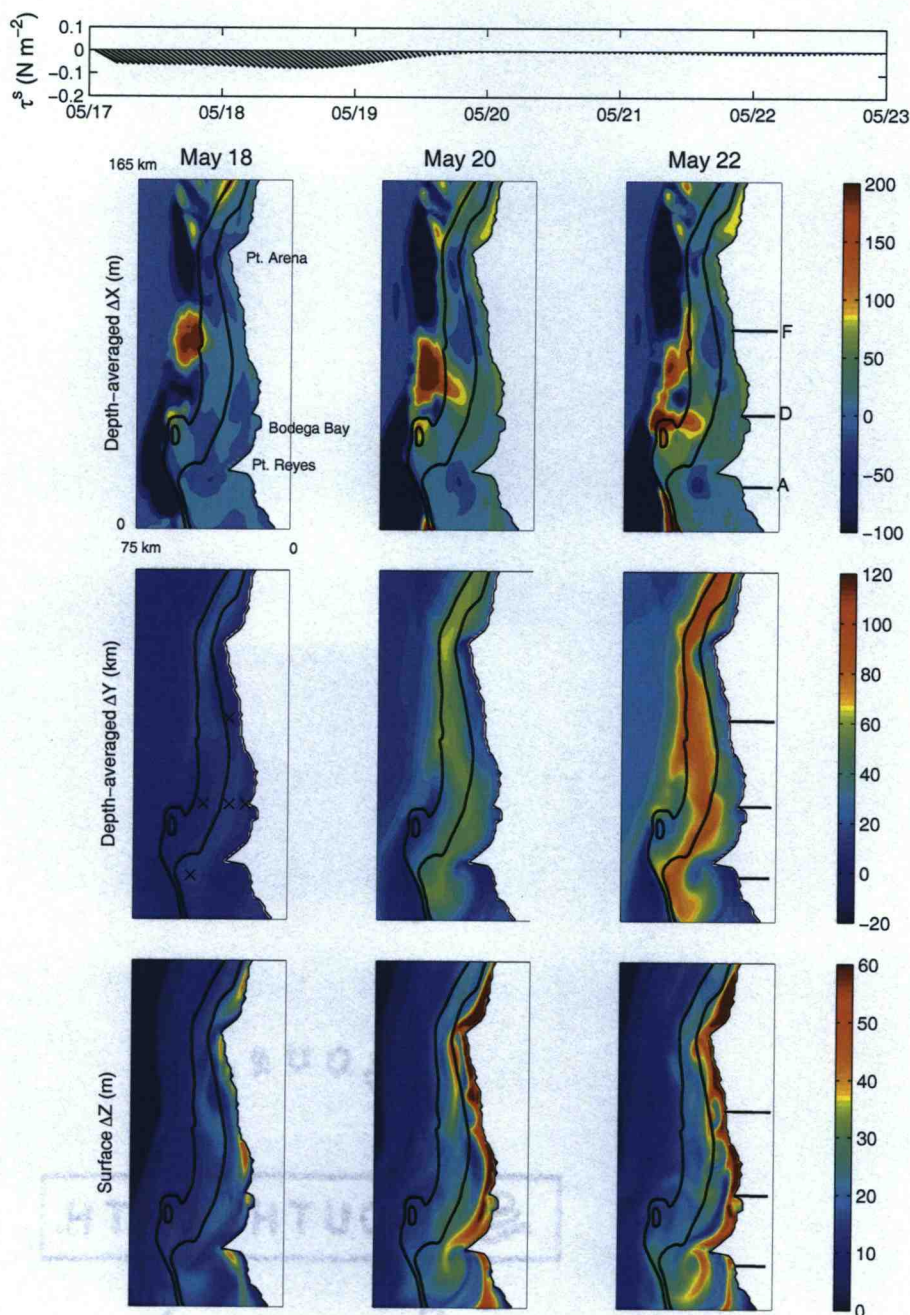 τˢ (N m⁻²)
0.1
0
−0.1
−0.2
05/17 05/18 05/19 05/20 05/21 05/22 05/23
May 18 May 20 May 22
165 km
Depth−averaged ΔX (m)
Pt. Arena
Bodega Bay
Pt. Reyes
0
75 km 0
F
D
A
200
150
100
50
0
−50
−100
Depth−averaged ΔY (km)
120
100
80
60
40
20
0
−20
Surface ΔZ (m)
60
50
40
30
20
10
0